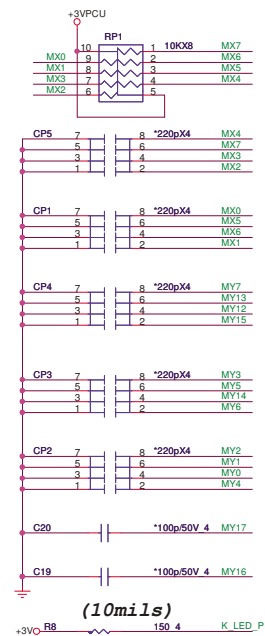 +3VPCU
RP1
10 1 10KX8 MX7
MX0 9 2 MX6
MX1 8 3 MX5
MX3 7 4 MX4
MX2 6 5
CP5 7 8 *220pX4 MX4
5 6 MX7
3 4 MX3
1 2 MX2
CP1 7 8 *220pX4 MX0
5 6 MX5
3 4 MX6
1 2 MX1
CP4 7 8 *220pX4 MY7
5 6 MY13
3 4 MY12
1 2 MY15
CP3 7 8 *220pX4 MY3
5 6 MY5
3 4 MY14
1 2 MY6
CP2 7 8 *220pX4 MY2
5 6 MY1
3 4 MY0
1 2 MY4
C20 *100p/50V_4 MY17
C19 *100p/50V_4 MY16
(10mils)
+3V R8 150_4 K_LED_P